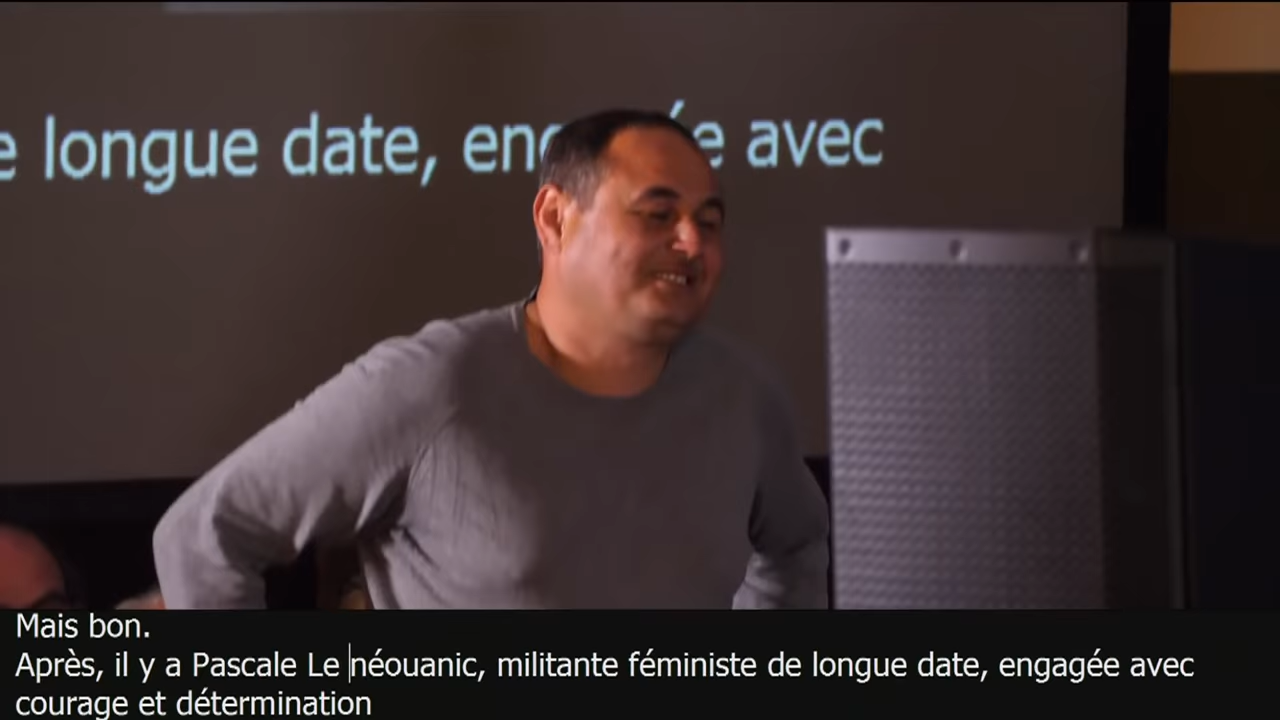 e longue date, en e avec
Mais bon.
Après, il y a Pascale Le néouanic, militante féministe de longue date, engagée avec
courage et détermination